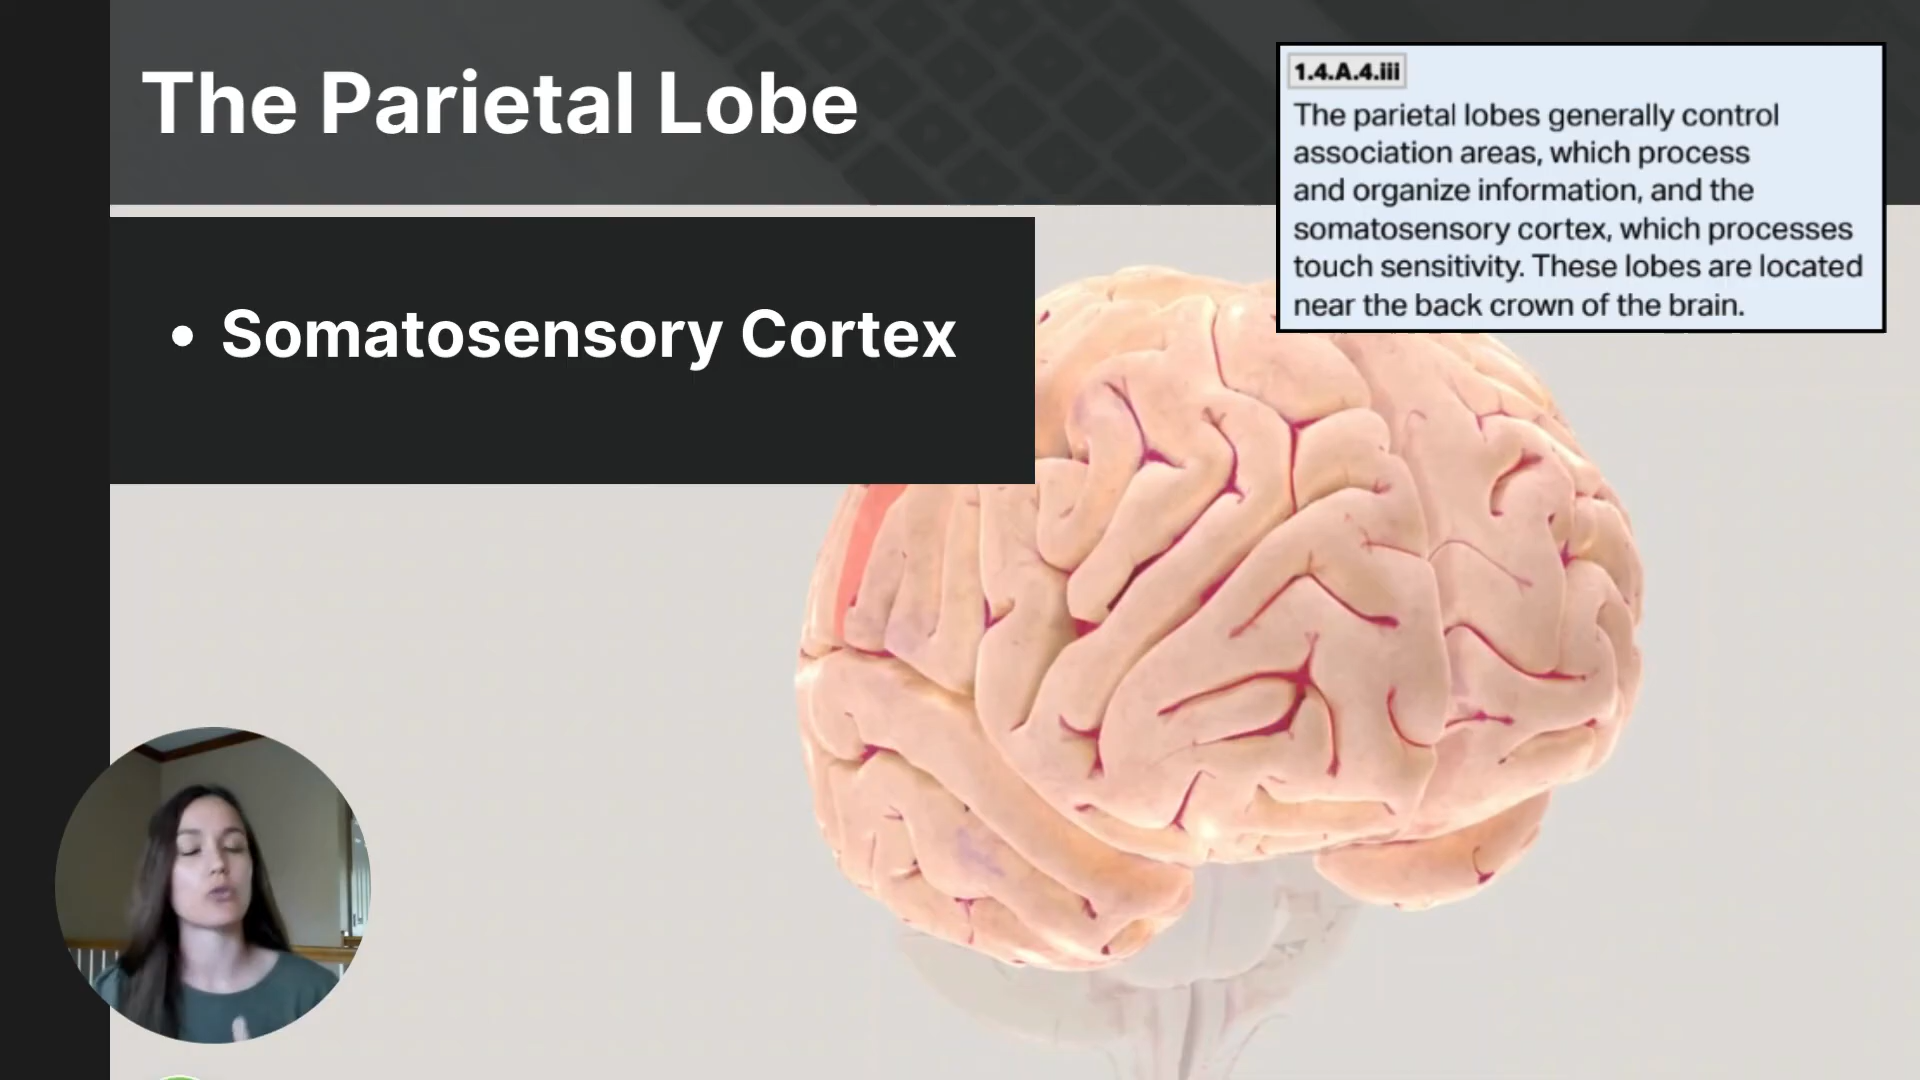 The Parietal Lobe
1.4.A.4.iii
The parietal lobes generally control
association areas, which process
and organize information, and the
somatosensory cortex, which processes
touch sensitivity. These lobes are located
near the back crown of the brain.
• Somatosensory Cortex